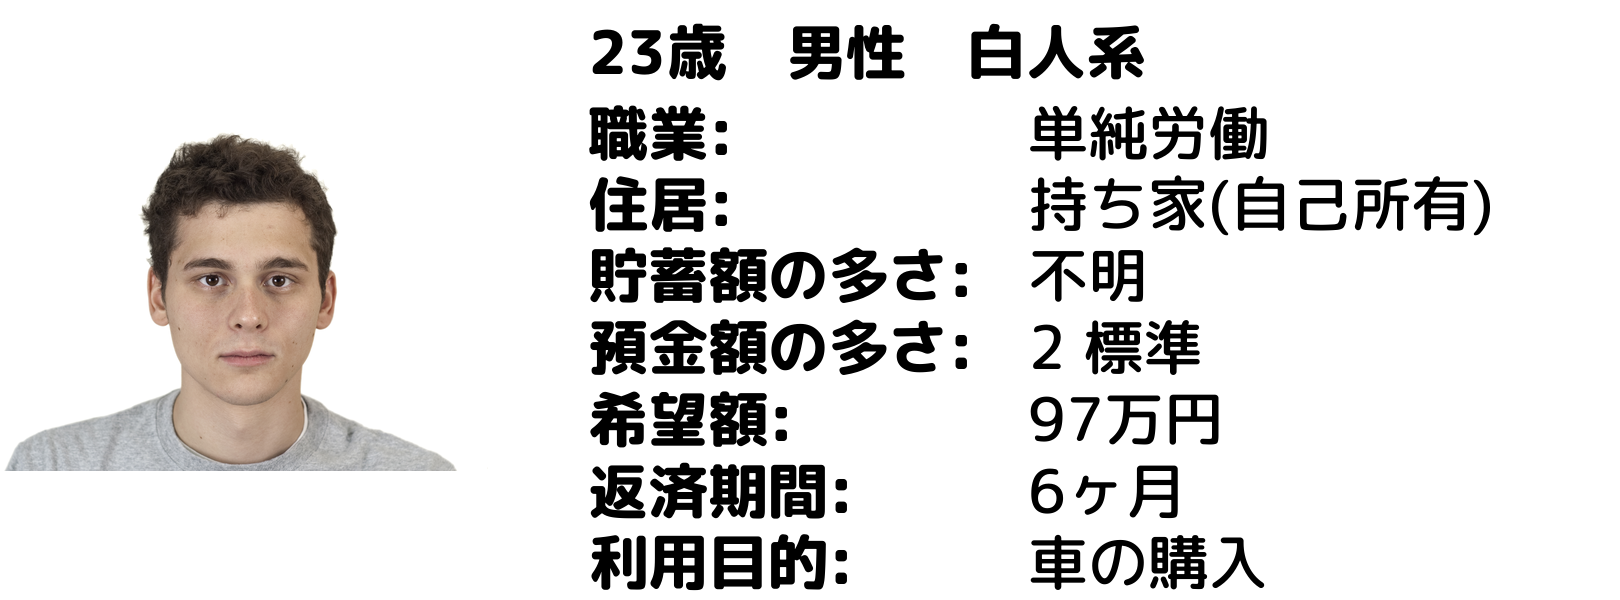 23歳　男性　白人系
職業: 単純労働
住居: 持ち家(自己所有)
貯蓄額の多さ: 不明
預金額の多さ: 2 標準
希望額: 97万円
返済期間: 6ヶ月
利用目的: 車の購入